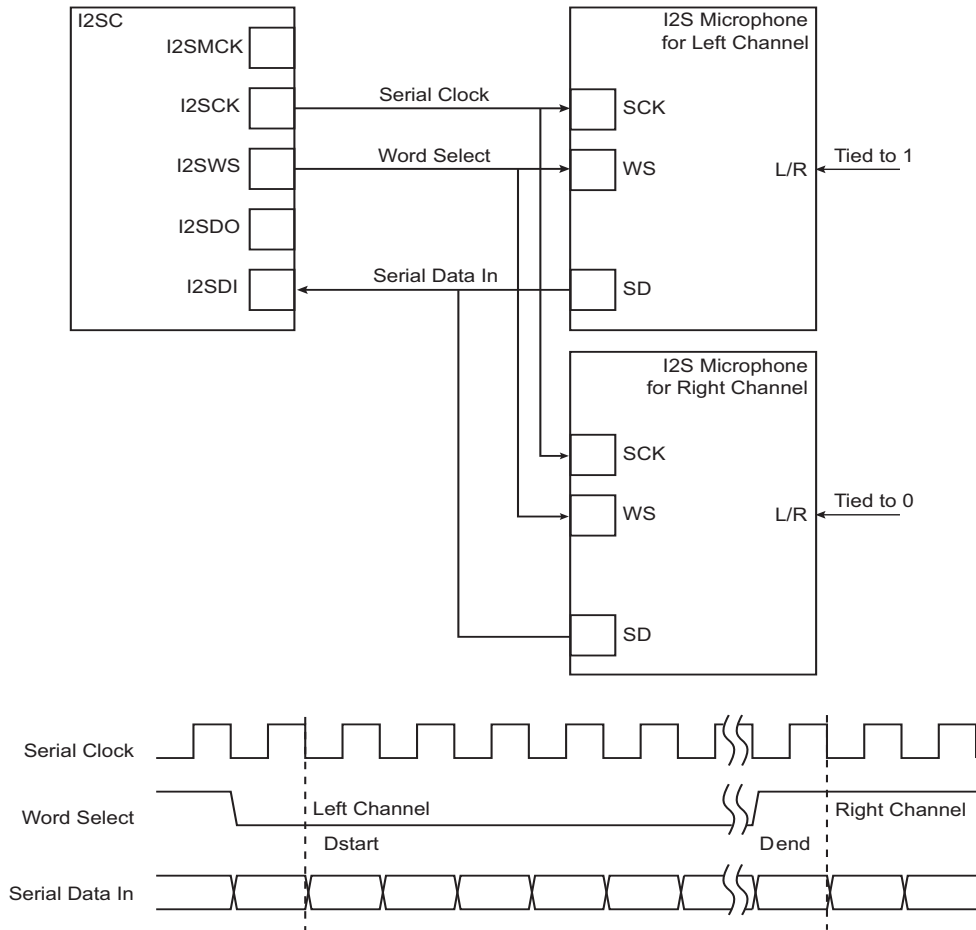 I2SC
I2SMCK
I2SCK
I2SWS
I2SDO
I2SDI
Serial Clock
Word Select
Serial Data In
I2S Microphone
for Left Channel
SCK
WS
L/R
Tied to 1
SD
I2S Microphone
for Right Channel
SCK
WS
L/R
Tied to 0
SD
Serial Clock
Word Select
Left Channel
Right Channel
Dstart
Dend
Serial Data In